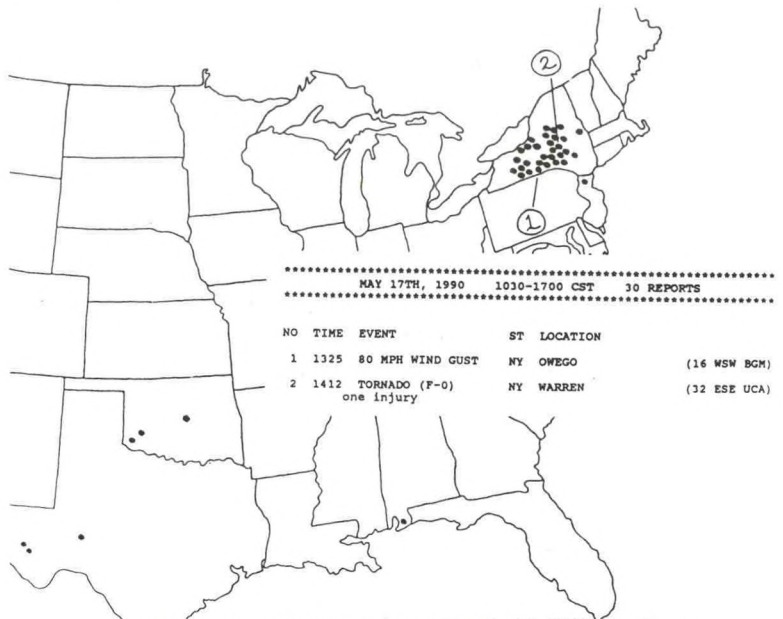 2
1
**********************************************************************
MAY 17TH, 1990 1030-1700 CST 30 REPORTS
**********************************************************************
NO TIME EVENT ST LOCATION
1 1325 80 MPH WIND GUST NY OWEGO (16 WSW BGM)
2 1412 TORNADO (F-0) NY WARREN (32 ESE UCA)
one injury